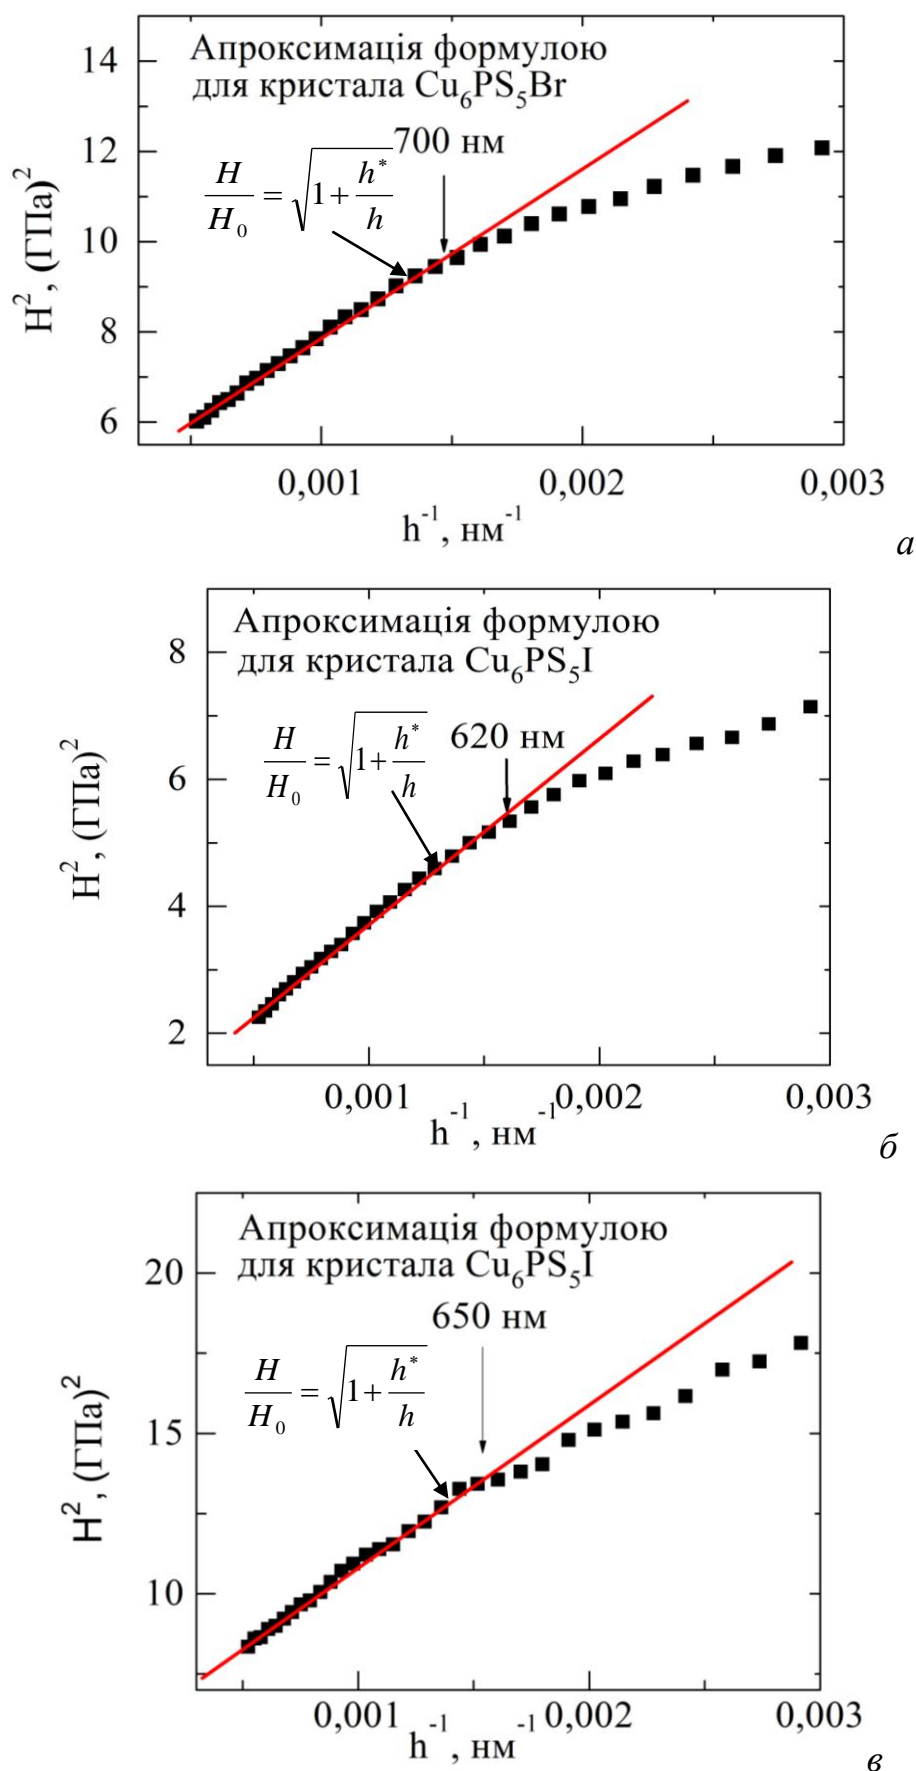 Апроксимація формулою
для кристала Cu₆PS₅Br
700 нм
H/H₀ = √(1 + h*/h)
14
12
10
8
6
H², (ГПа)²
0,001 0,002 0,003
h⁻¹, нм⁻¹
а
Апроксимація формулою
для кристала Cu₆PS₅I
620 нм
H/H₀ = √(1 + h*/h)
8
6
4
2
H², (ГПа)²
0,001 0,002 0,003
h⁻¹, нм⁻¹
б
Апроксимація формулою
для кристала Cu₆PS₅I
650 нм
H/H₀ = √(1 + h*/h)
20
15
10
H², (ГПа)²
0,001 0,002 0,003
h⁻¹, нм⁻¹
в